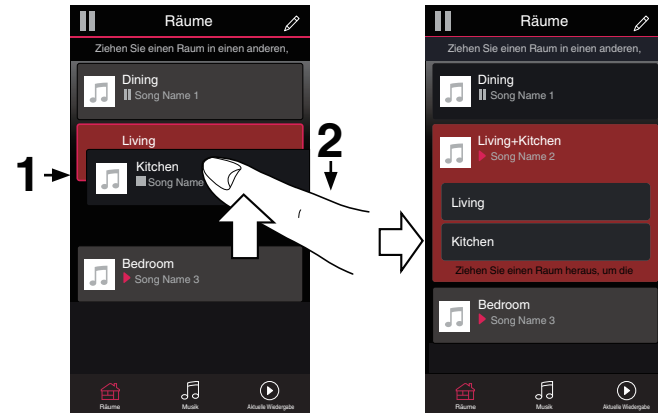 Räume
Ziehen Sie einen Raum in einen anderen,
Dining
Song Name 1
Living
Kitchen
Song Name
Bedroom
Song Name 3
Räume
Musik
Aktuelle Wiedergabe
1
2
Räume
Ziehen Sie einen Raum in einen anderen,
Dining
Song Name 1
Living+Kitchen
Song Name 2
Living
Kitchen
Ziehen Sie einen Raum heraus, um die
Bedroom
Song Name 3
Räume
Musik
Aktuelle Wiedergabe